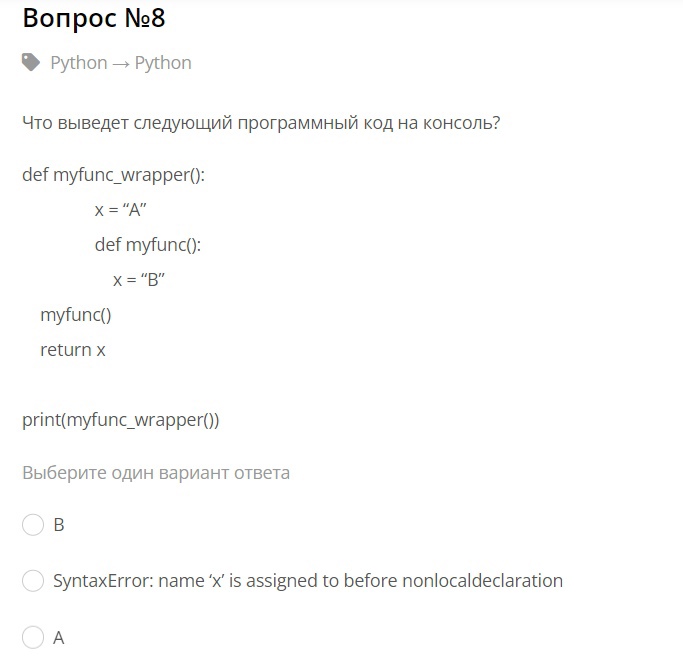 Вопрос №8
Python → Python
Что выведет следующий программный код на консоль?
def myfunc_wrapper():
x = “A”
def myfunc():
x = “B”
myfunc()
return x
print(myfunc_wrapper())
Выберите один вариант ответа
B
SyntaxError: name ‘x’ is assigned to before nonlocaldeclaration
A